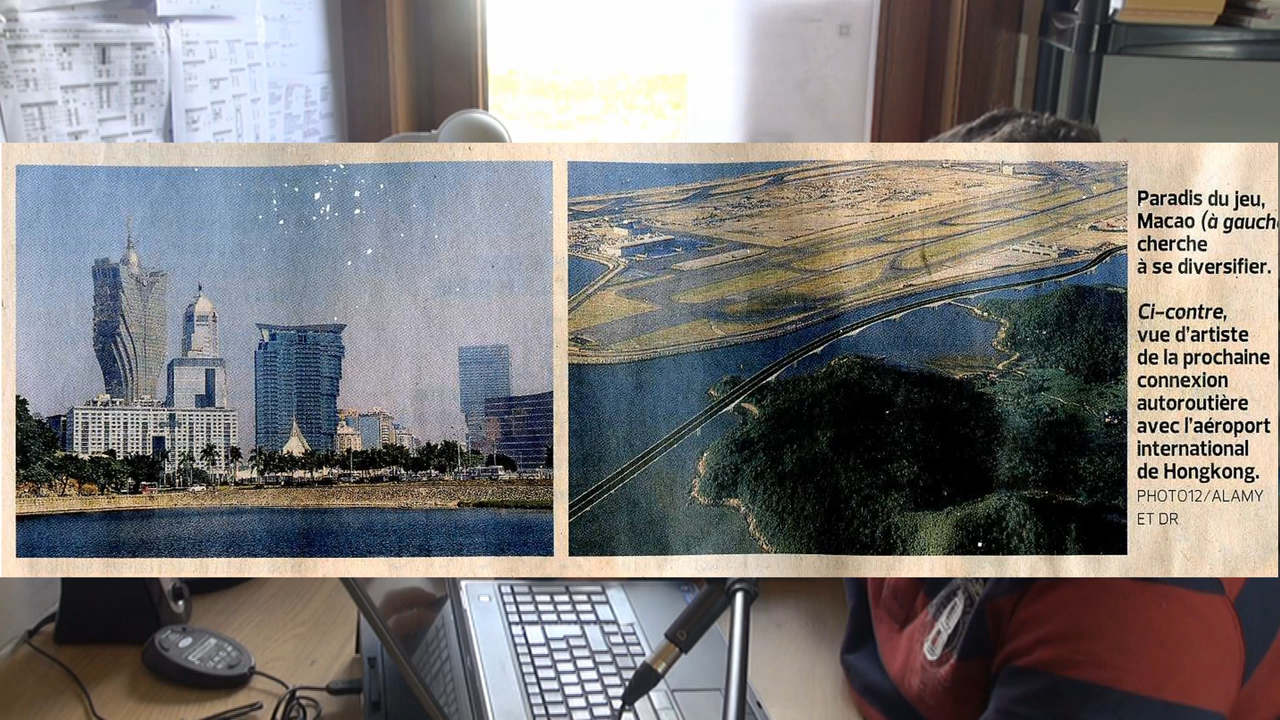 Paradis du jeu,
Macao (à gauch
cherche
à se diversifier.
Ci-contre,
vue d'artiste
de la prochaine
connexion
autoroutière
avec l'aéroport
international
de Hongkong.
PHOTO12/ALAMY
ET DR